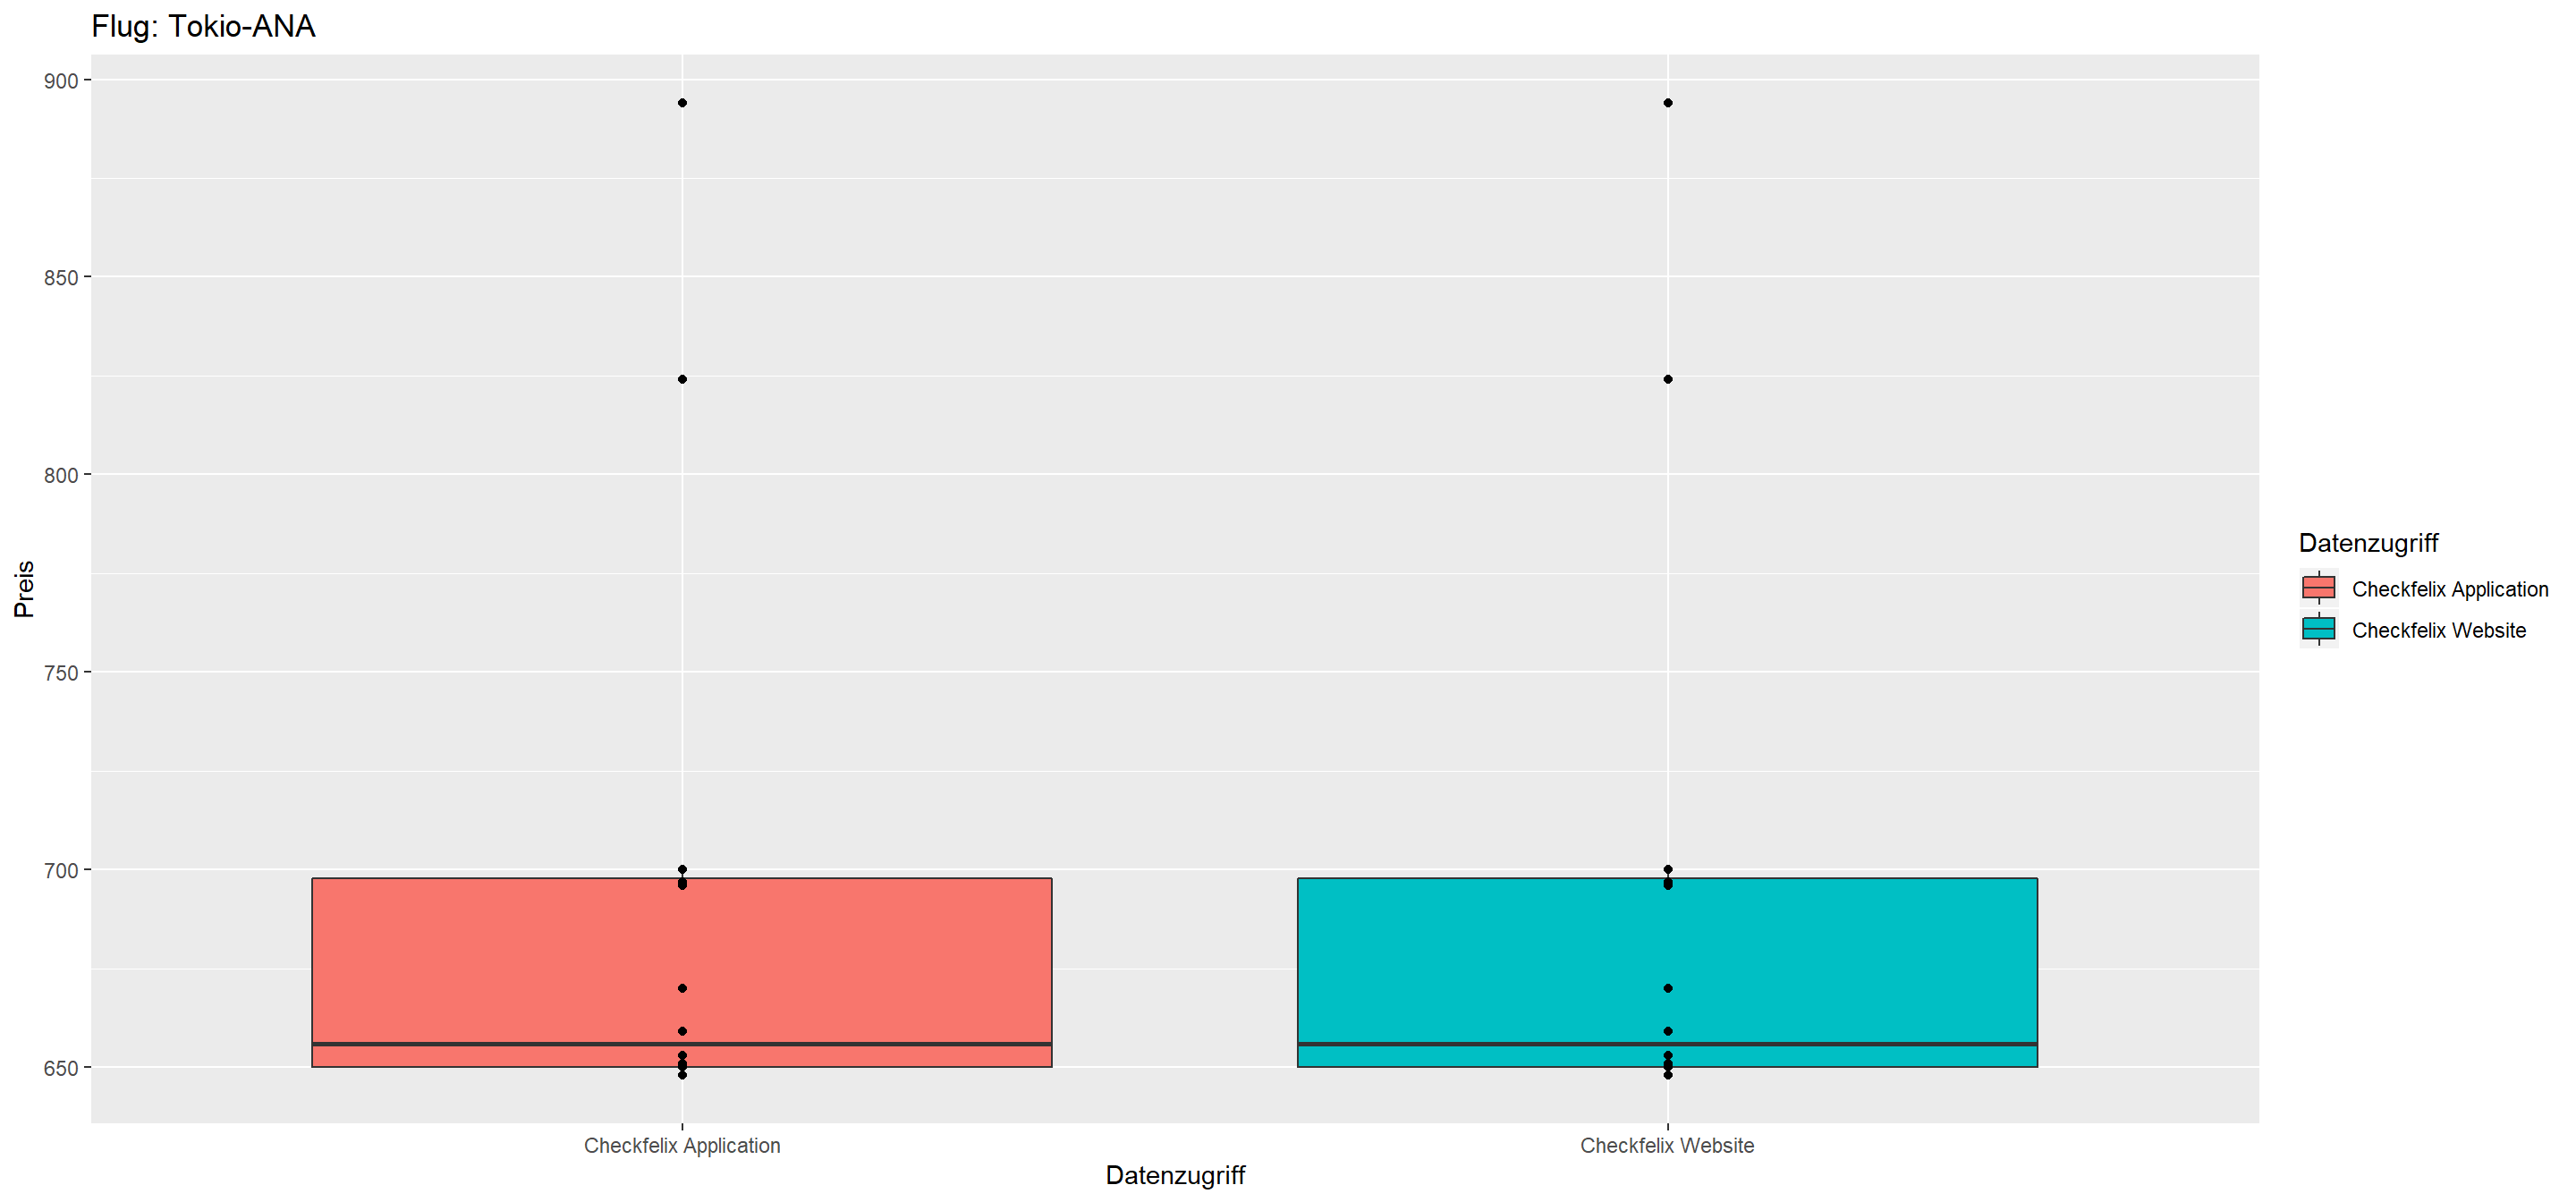 Flug: Tokio-ANA
900
850
800
750
700
650
Preis
Checkfelix Application
Checkfelix Website
Datenzugriff
Datenzugriff
Checkfelix Application
Checkfelix Website